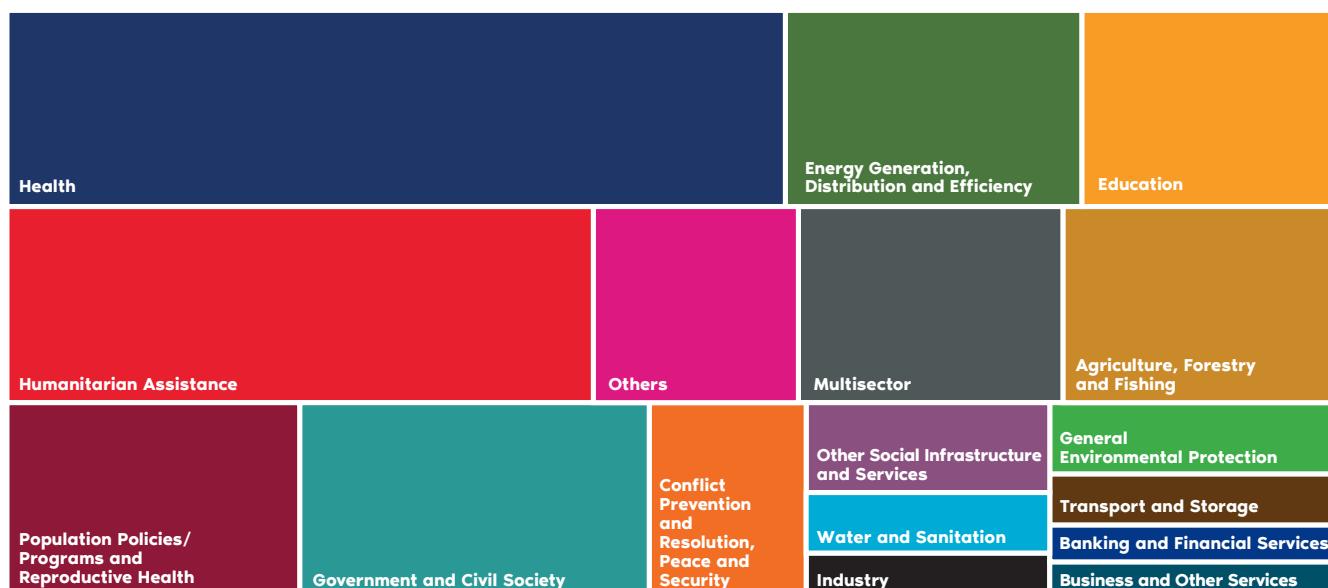 Health
Energy Generation,
Distribution and Efficiency
Education
Humanitarian Assistance
Others
Multisector
Agriculture, Forestry
and Fishing
Population Policies/
Programs and
Reproductive Health
Government and Civil Society
Conflict
Prevention
and
Resolution,
Peace and
Security
Other Social Infrastructure
and Services
Water and Sanitation
Industry
General
Environmental Protection
Transport and Storage
Banking and Financial Services
Business and Other Services